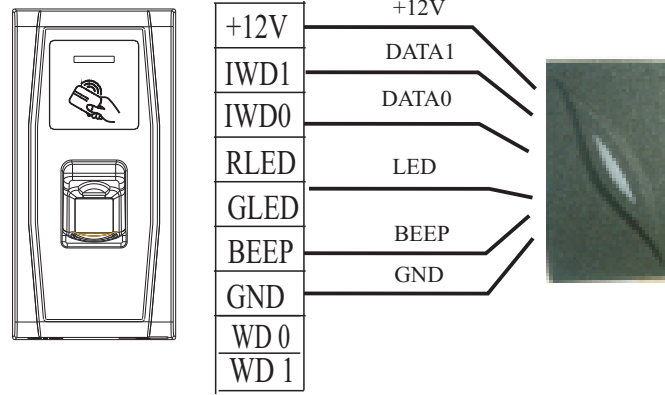 +12V
+12V
IWD1
DATA1
IWD0
DATA0
RLED
LED
GLED
BEEP
BEEP
GND
GND
WD 0
WD 1